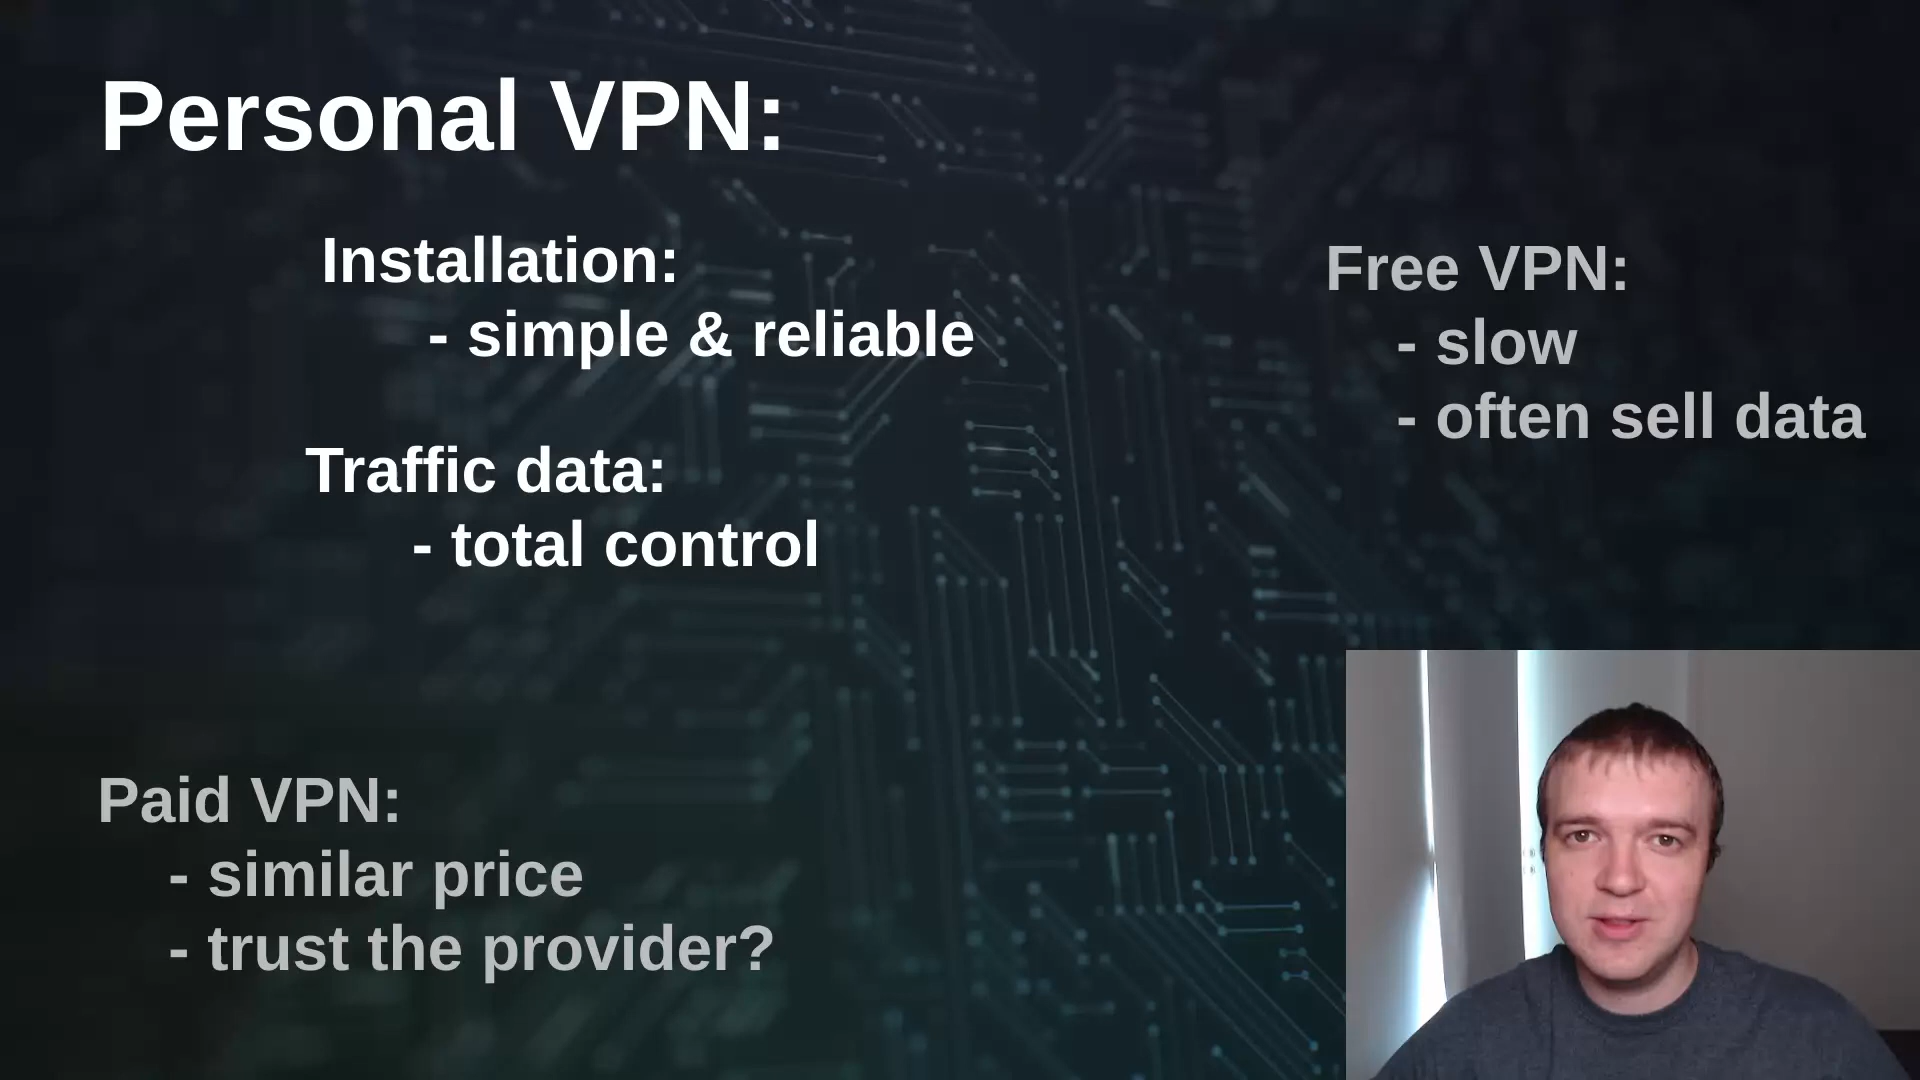 Personal VPN:
Installation:
- simple & reliable
Traffic data:
- total control
Free VPN:
- slow
- often sell data
Paid VPN:
- similar price
- trust the provider?